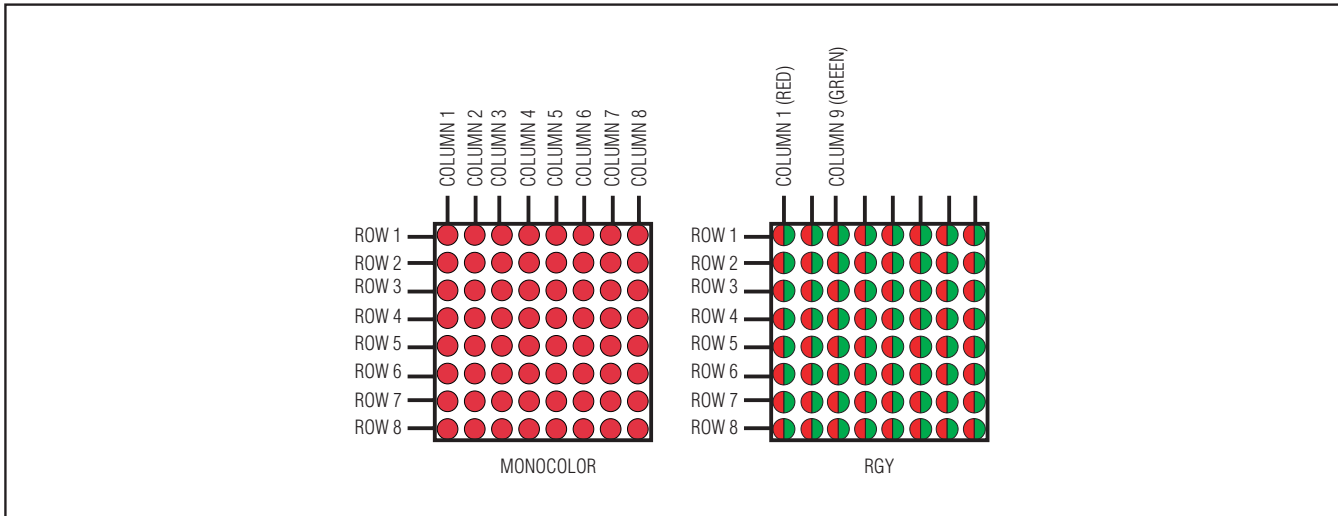 COLUMN 1
COLUMN 2
COLUMN 3
COLUMN 4
COLUMN 5
COLUMN 6
COLUMN 7
COLUMN 8
ROW 1
ROW 2
ROW 3
ROW 4
ROW 5
ROW 6
ROW 7
ROW 8
MONOCOLOR
COLUMN 1 (RED)
COLUMN 9 (GREEN)
ROW 1
ROW 2
ROW 3
ROW 4
ROW 5
ROW 6
ROW 7
ROW 8
RGY